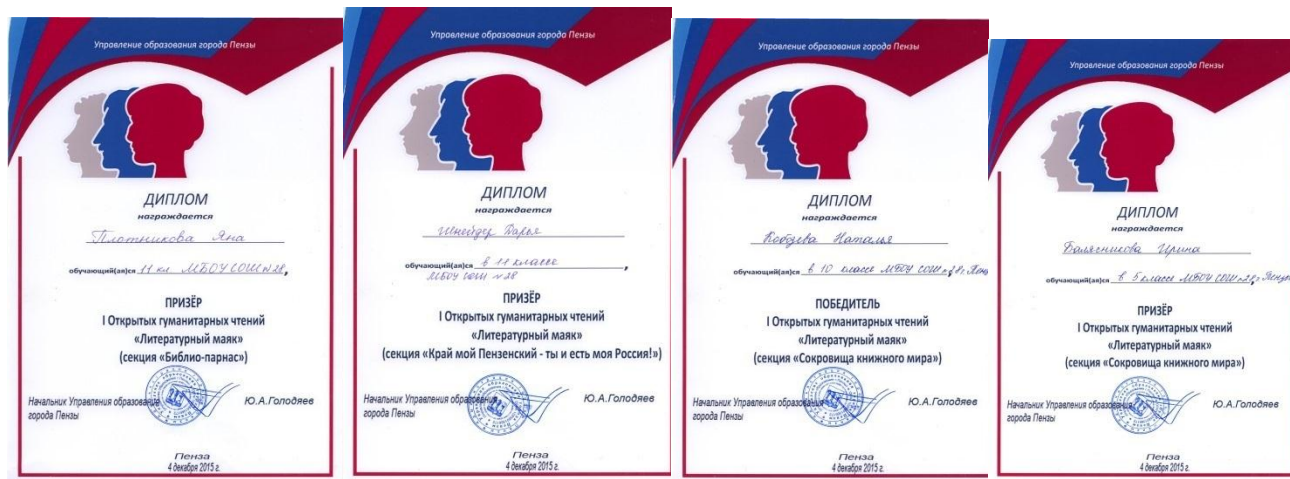 Управление образования города Пензы
ДИПЛОМ
награждается
Плотникова Яна
обучающий(ая)ся 11 кл. МБОУ СОШ №28,
ПРИЗЁР
I Открытых гуманитарных чтений
«Литературный маяк»
(секция «Библио-парнас»)
Начальник Управления образования
города Пензы
Ю.А.Голодяев
Пенза
4 декабря 2015 г.
Управление образования города Пензы
ДИПЛОМ
награждается
Шнейдер Дарья
обучающий(ая)ся в 11 классе,
МБОУ СОШ №28
ПРИЗЁР
I Открытых гуманитарных чтений
«Литературный маяк»
(секция «Край мой Пензенский - ты и есть моя Россия!»)
Начальник Управления образования
города Пензы
Ю.А.Голодяев
Пенза
4 декабря 2015 г.
Управление образования города Пензы
ДИПЛОМ
награждается
Кобзева Наталья
обучающий(ая)ся в 10 классе МБОУ СОШ №28 г.
ПОБЕДИТЕЛЬ
I Открытых гуманитарных чтений
«Литературный маяк»
(секция «Сокровища книжного мира»)
Начальник Управления образования
города Пензы
Ю.А.Голодяев
Пенза
4 декабря 2015 г.
Управление образования города Пензы
ДИПЛОМ
награждается
Ирина
обучающий(ая)ся в 5 классе МБОУ СОШ №28 г.
ПРИЗЁР
I Открытых гуманитарных чтений
«Литературный маяк»
(секция «Сокровища книжного мира»)
Начальник Управления образования
города Пензы
Ю.А.Голодяев
Пенза
4 декабря 2015 г.